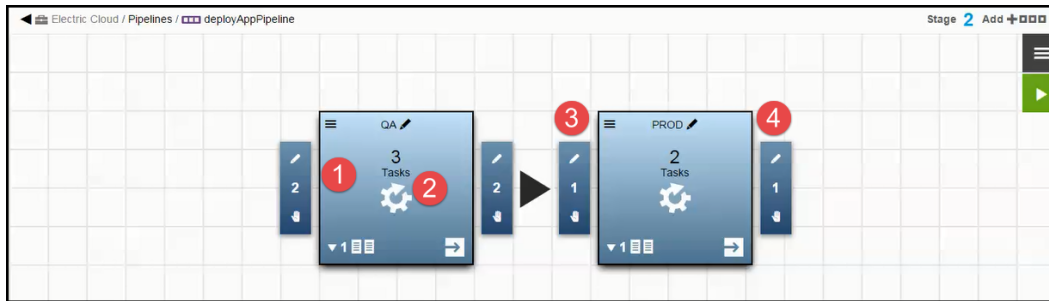 Electric Cloud / Pipelines / deployAppPipeline
Stage 2 Add
QA
3
Tasks
1
2
2
2
1
3
4
PROD
2
Tasks
1
1
1